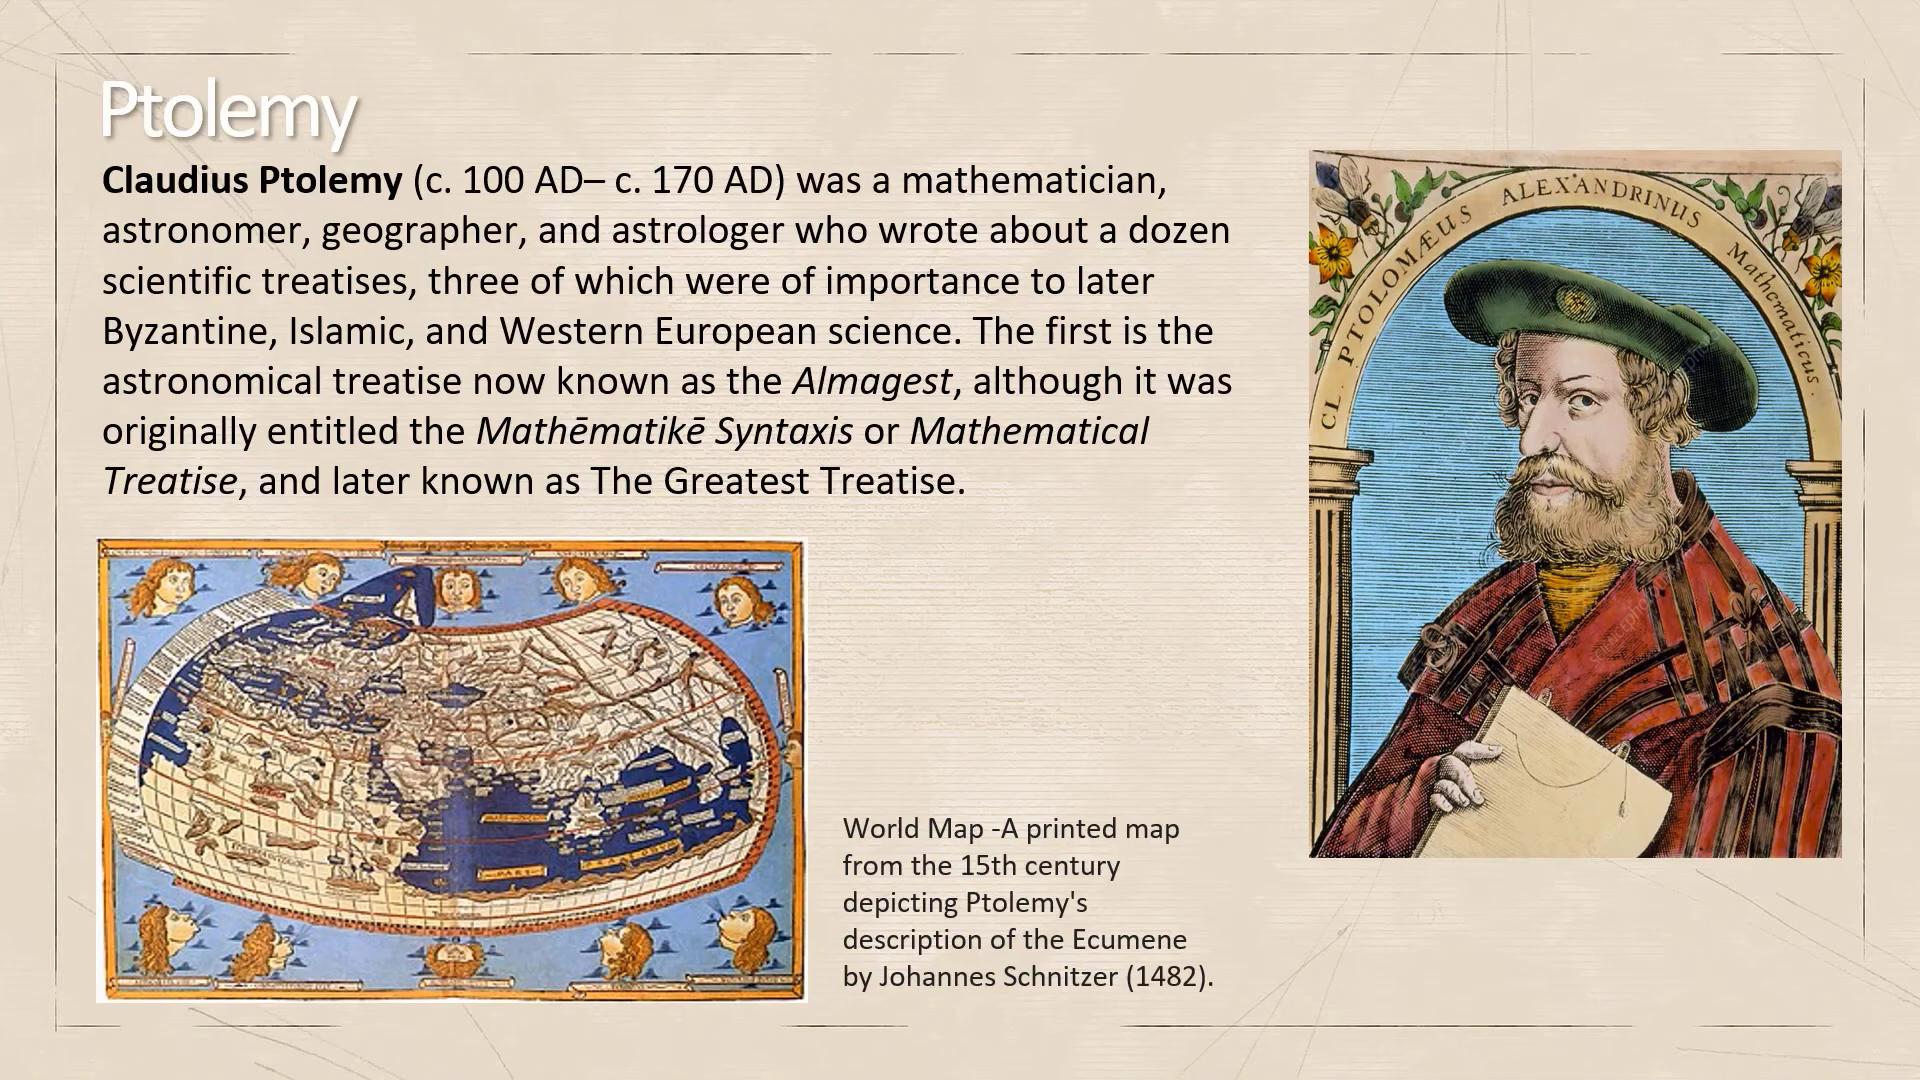 Ptolemy
Claudius Ptolemy (c. 100 AD– c. 170 AD) was a mathematician,
astronomer, geographer, and astrologer who wrote about a dozen
scientific treatises, three of which were of importance to later
Byzantine, Islamic, and Western European science. The first is the
astronomical treatise now known as the Almagest, although it was
originally entitled the Mathēmatikē Syntaxis or Mathematical
Treatise, and later known as The Greatest Treatise.
CL. PTOLOMÆUS ALEXANDRINUS Mathematicus.
World Map -A printed map
from the 15th century
depicting Ptolemy's
description of the Ecumene
by Johannes Schnitzer (1482).